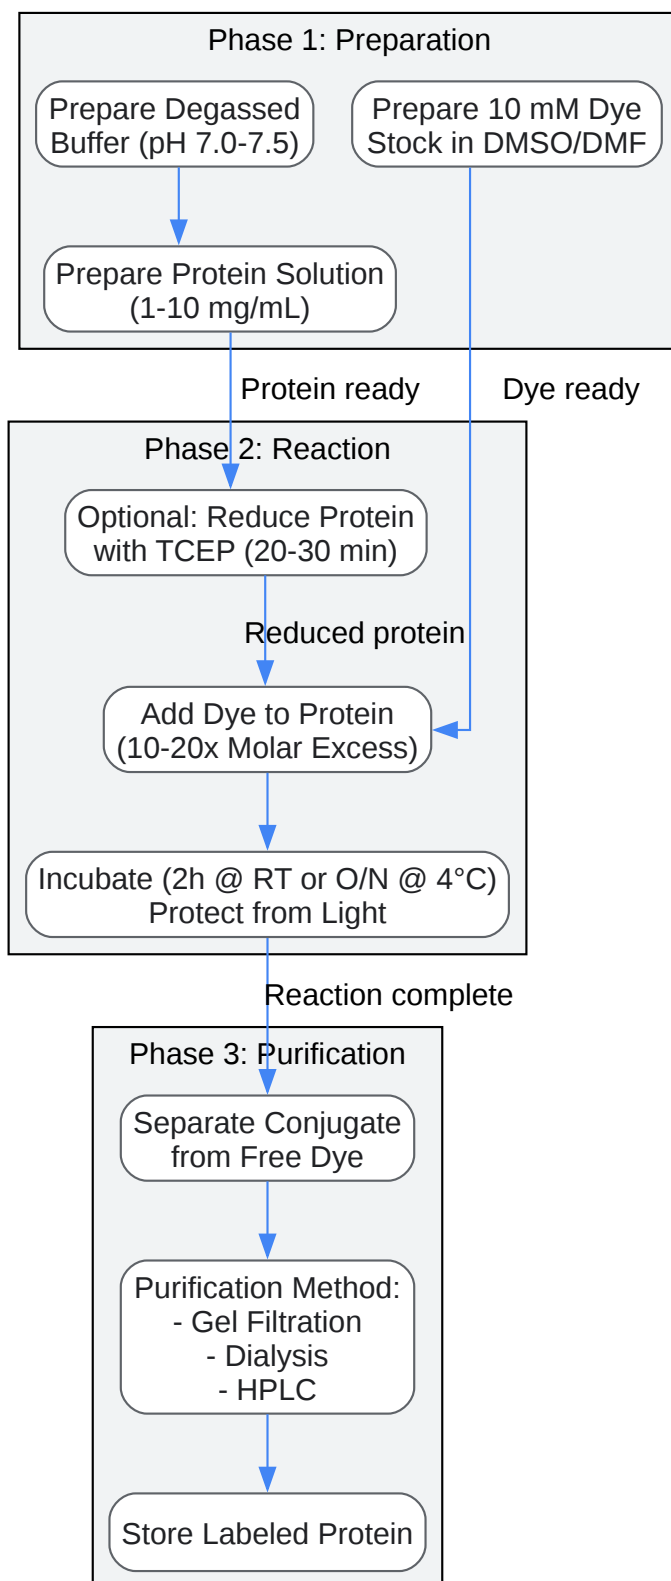 Phase 1: Preparation
Prepare Degassed
Buffer (pH 7.0-7.5)
Prepare 10 mM Dye
Stock in DMSO/DMF
Prepare Protein Solution
(1-10 mg/mL)
Protein ready
Dye ready
Phase 2: Reaction
Optional: Reduce Protein
with TCEP (20-30 min)
Reduced protein
Add Dye to Protein
(10-20x Molar Excess)
Incubate (2h @ RT or O/N @ 4°C)
Protect from Light
Reaction complete
Phase 3: Purification
Separate Conjugate
from Free Dye
Purification Method:
- Gel Filtration
- Dialysis
- HPLC
Store Labeled Protein